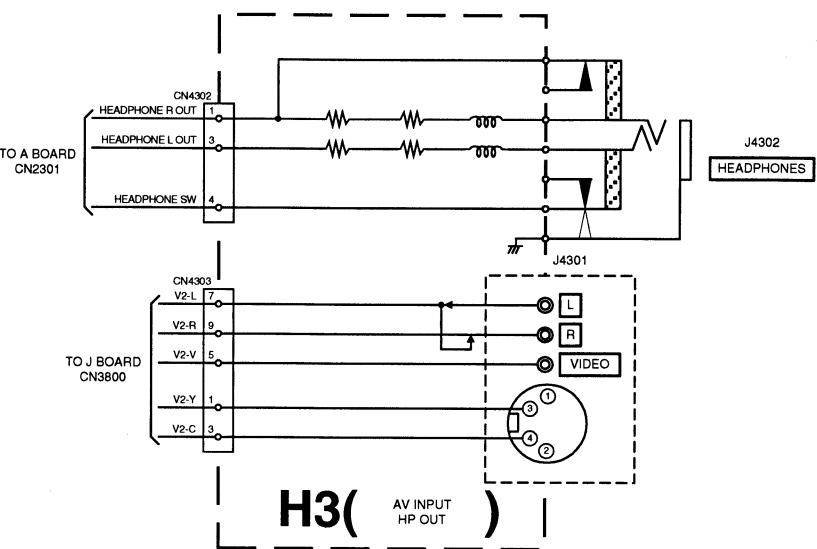 CN4302
HEADPHONE R OUT 1
HEADPHONE L OUT 3
TO A BOARD
CN2301
HEADPHONE SW 4
J4302
HEADPHONES
J4301
CN4303
V2-L 7 L
V2-R 9 R
V2-V 5 VIDEO
TO J BOARD
CN3800
V2-Y 1
V2-C 3
1
3
4
2
H3( AV INPUT
HP OUT )